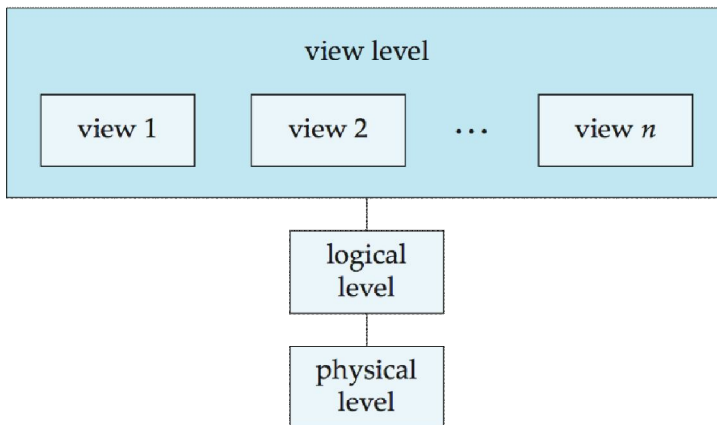 view level
view 1
view 2
...
view n
logical
level
physical
level